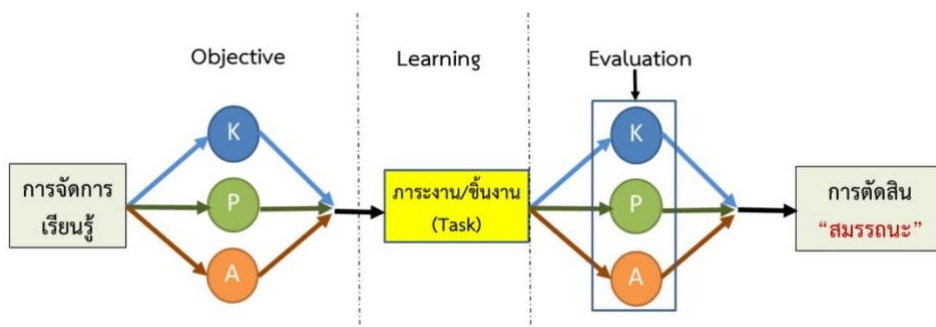 Objective
Learning
Evaluation
การจัดการ
เรียนรู้
K
P
A
ภาระงาน/ชิ้นงาน
(Task)
K
P
A
การตัดสิน
“สมรรถนะ”